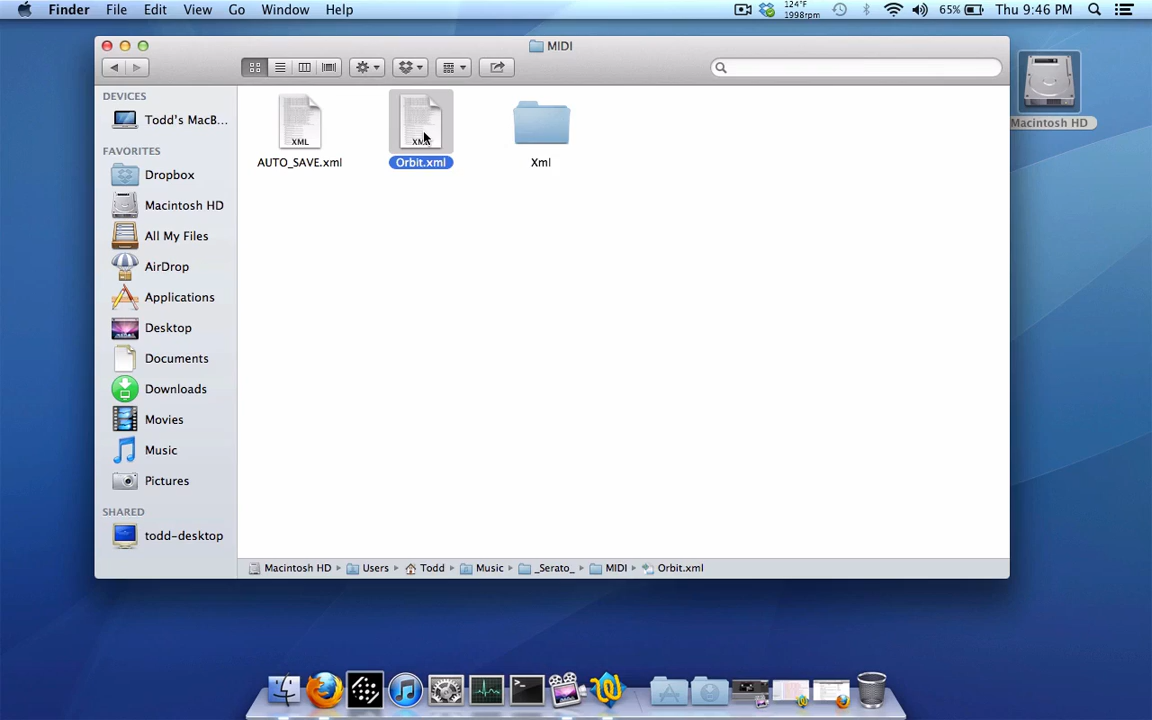 Finder File Edit View Go Window Help
124°F
1998rpm
65%
Thu 9:46 PM
MIDI
DEVICES
Todd's MacB...
FAVORITES
Dropbox
Macintosh HD
All My Files
AirDrop
Applications
Desktop
Documents
Downloads
Movies
Music
Pictures
SHARED
todd-desktop
XML
AUTO_SAVE.xml
Orbit.xml
Xml
Macintosh HD
Macintosh HD Users Todd Music _Serato_ MIDI Orbit.xml